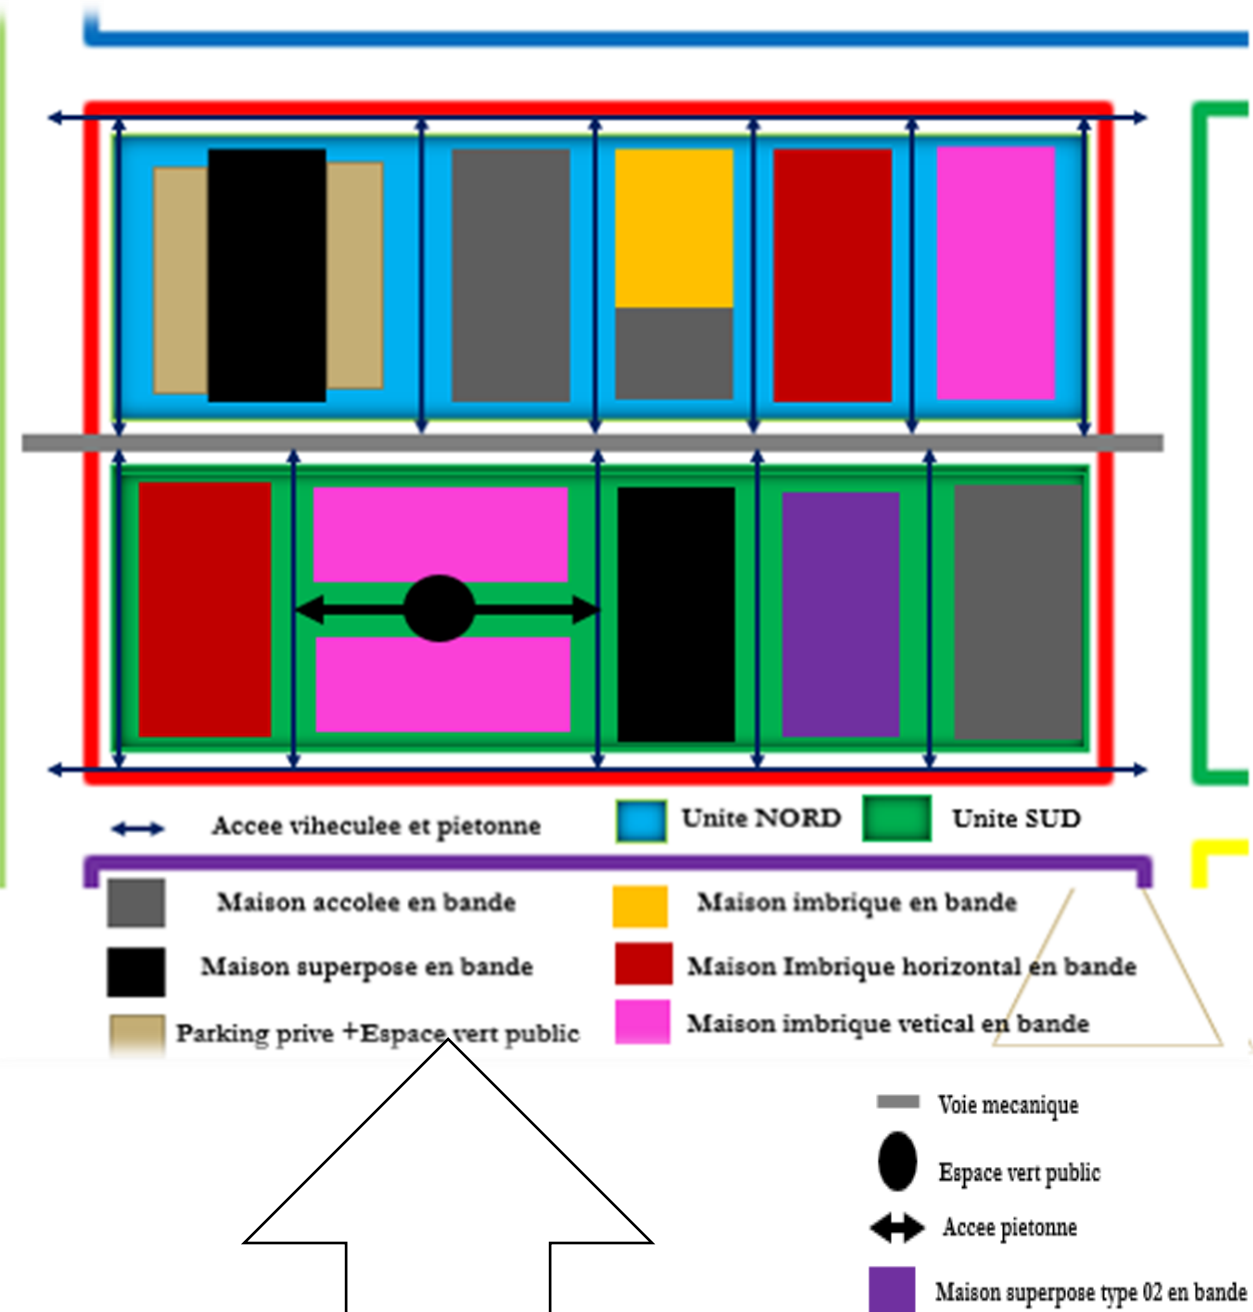 Accee viheculee et pietonne
Unite NORD
Unite SUD
Maison accolee en bande
Maison imbrique en bande
Maison superpose en bande
Maison Imbrique horizontal en bande
Parking prive +Espace vert public
Maison imbrique vetical en bande
Voie mecanique
Espace vert public
Accee pietonne
Maison superpose type 02 en bande